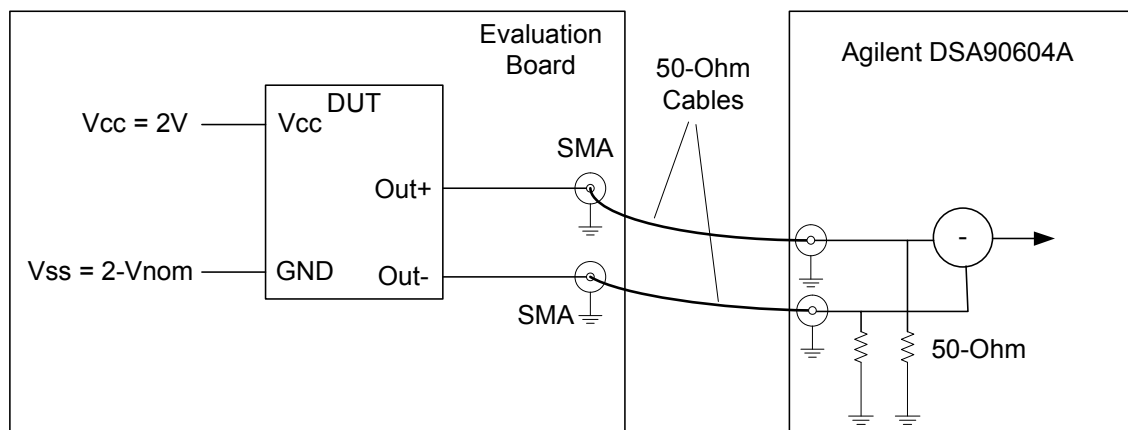 Evaluation
Board
Agilent DSA90604A
50-Ohm
Cables
DUT
Vcc = 2V
Vcc
SMA
Out+
-
Vss = 2-Vnom
GND
Out-
SMA
50-Ohm